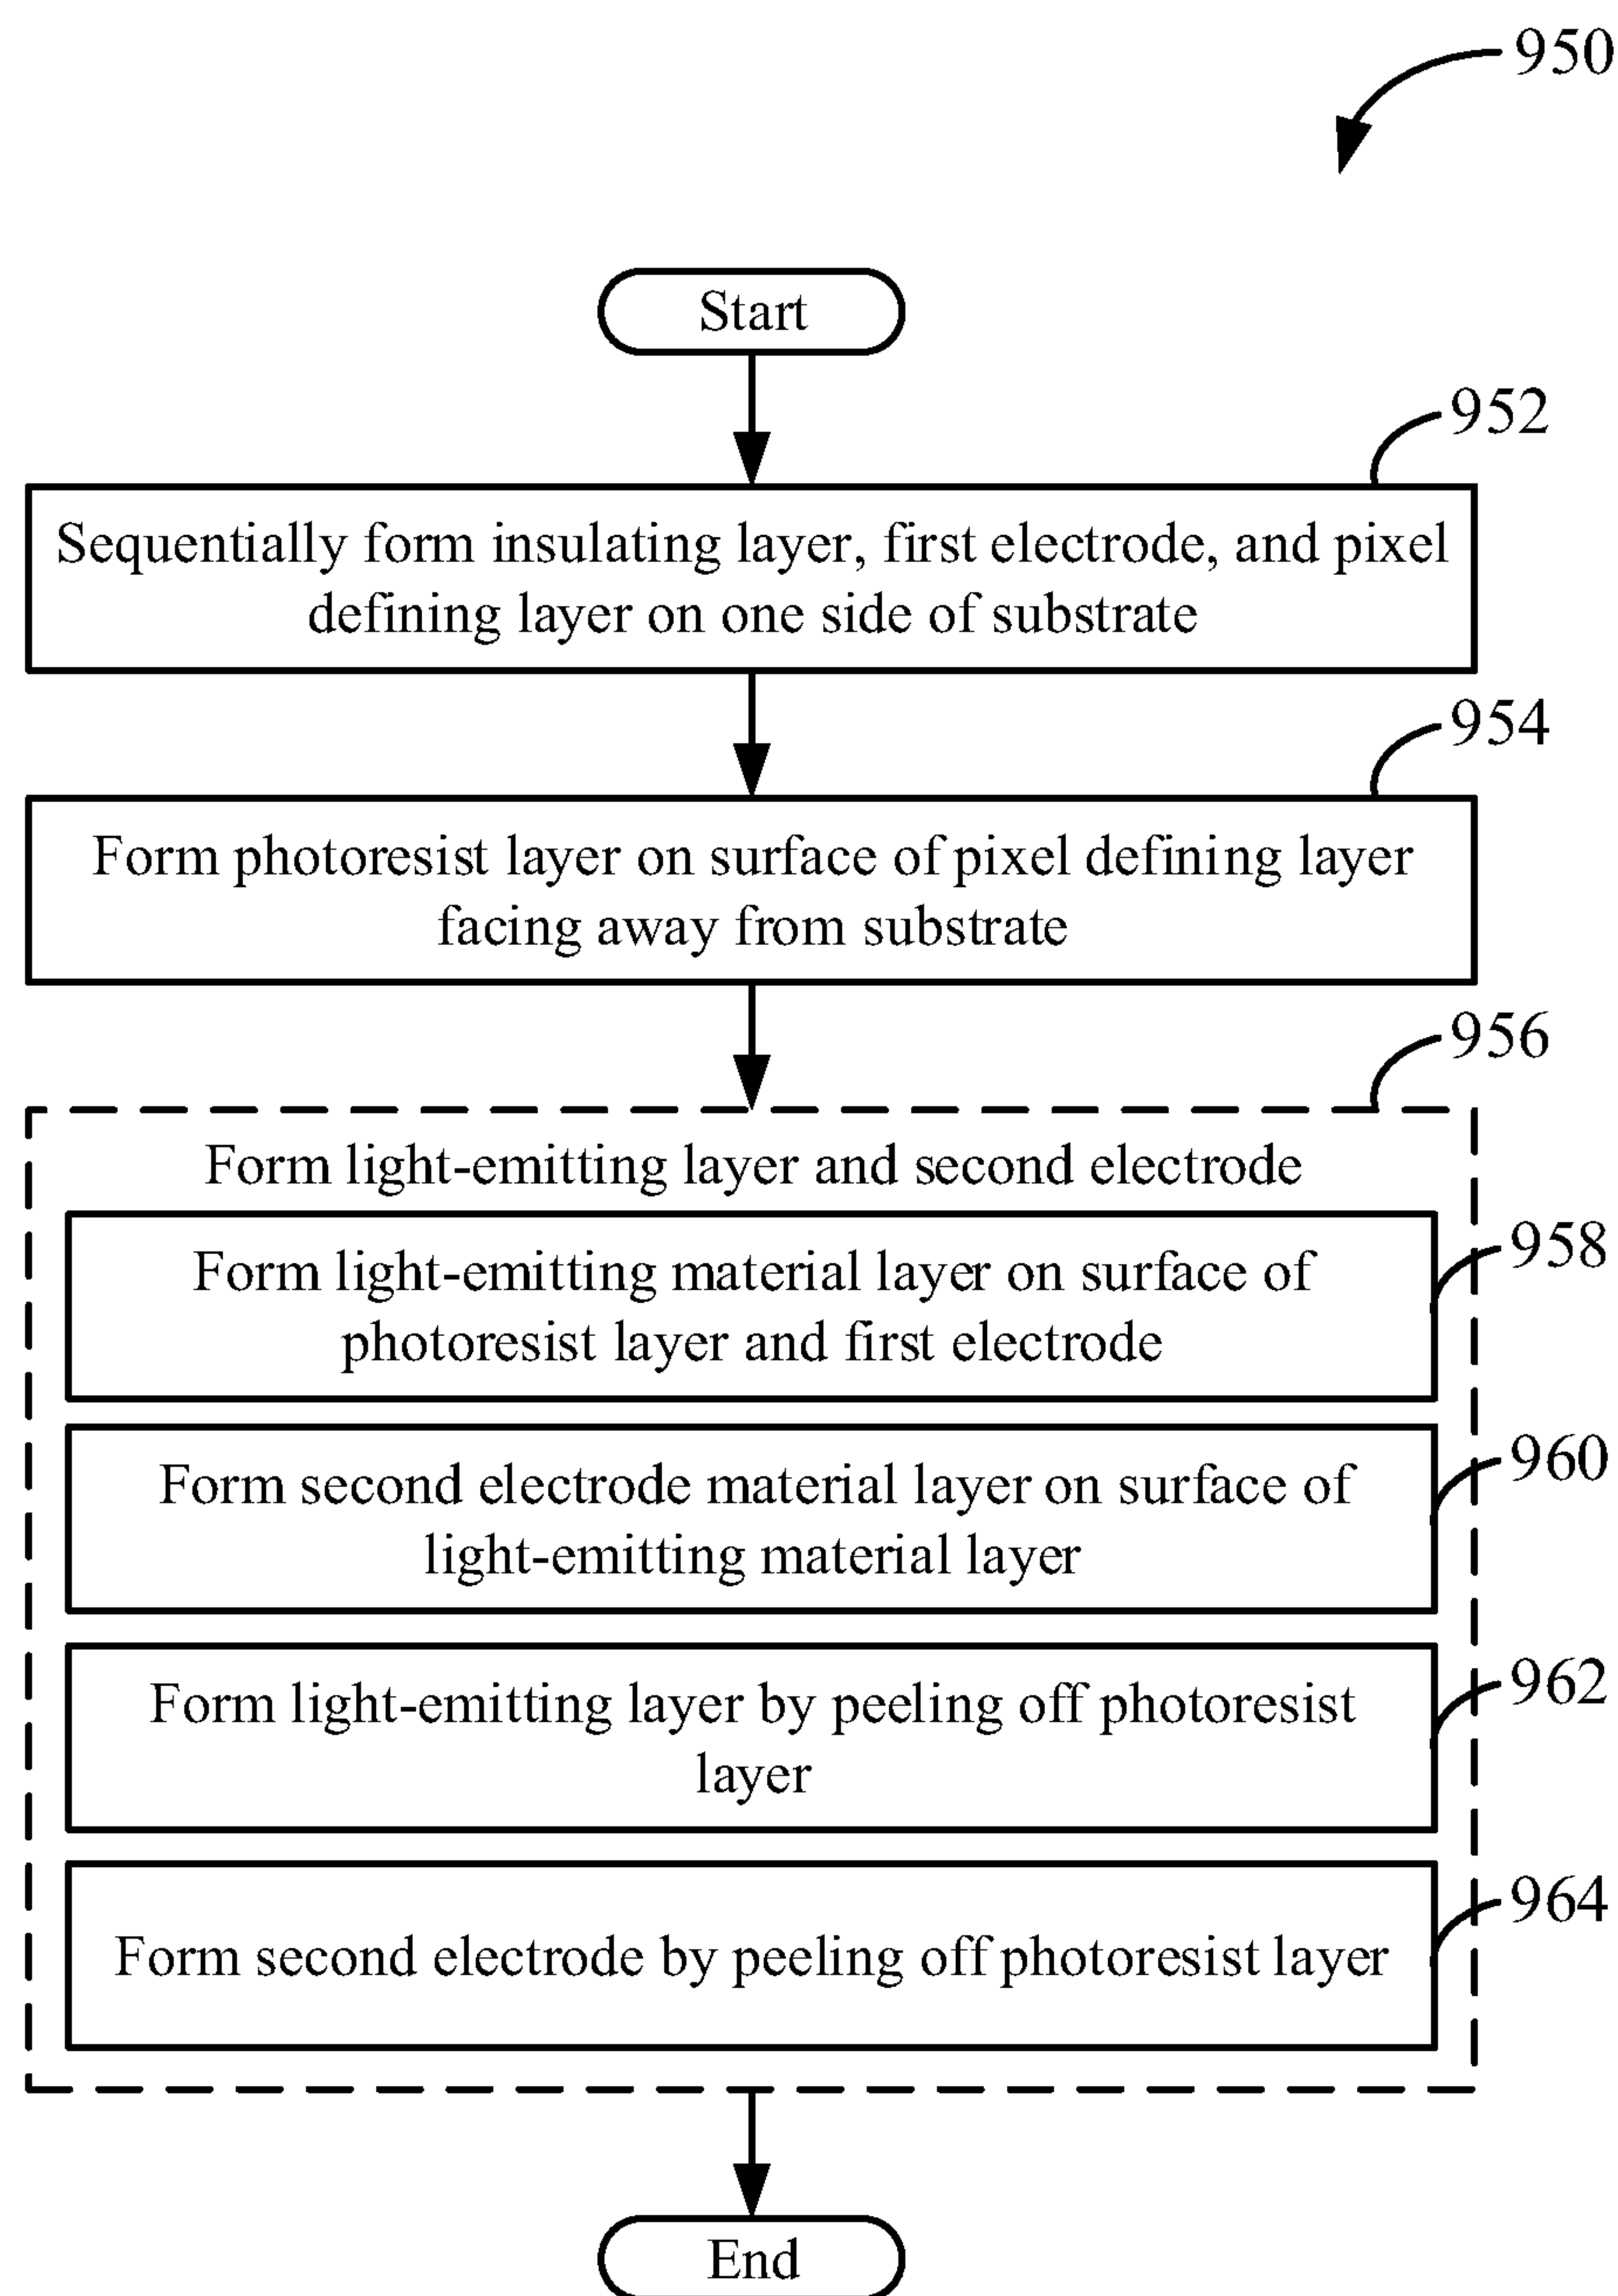 950
Start
952
Sequentially form insulating layer, first electrode, and pixel
defining layer on one side of substrate
954
Form photoresist layer on surface of pixel defining layer
facing away from substrate
956
Form light-emitting layer and second electrode
958
Form light-emitting material layer on surface of
photoresist layer and first electrode
960
Form second electrode material layer on surface of
light-emitting material layer
962
Form light-emitting layer by peeling off photoresist
layer
964
Form second electrode by peeling off photoresist layer
End